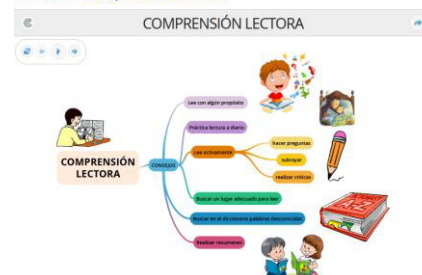 COMPRENSIÓN LECTORA
Lee con algún propósito
Práctica lectura a diario
hacer preguntas
COMPRENSIÓN
LECTORA
CONSEJOS
Lee activamente
subrayar
realizar críticas
Buscar un lugar adecuado para leer
Buscar en el diccionario palabras desconocidas
Realizar resúmenes
A-Z